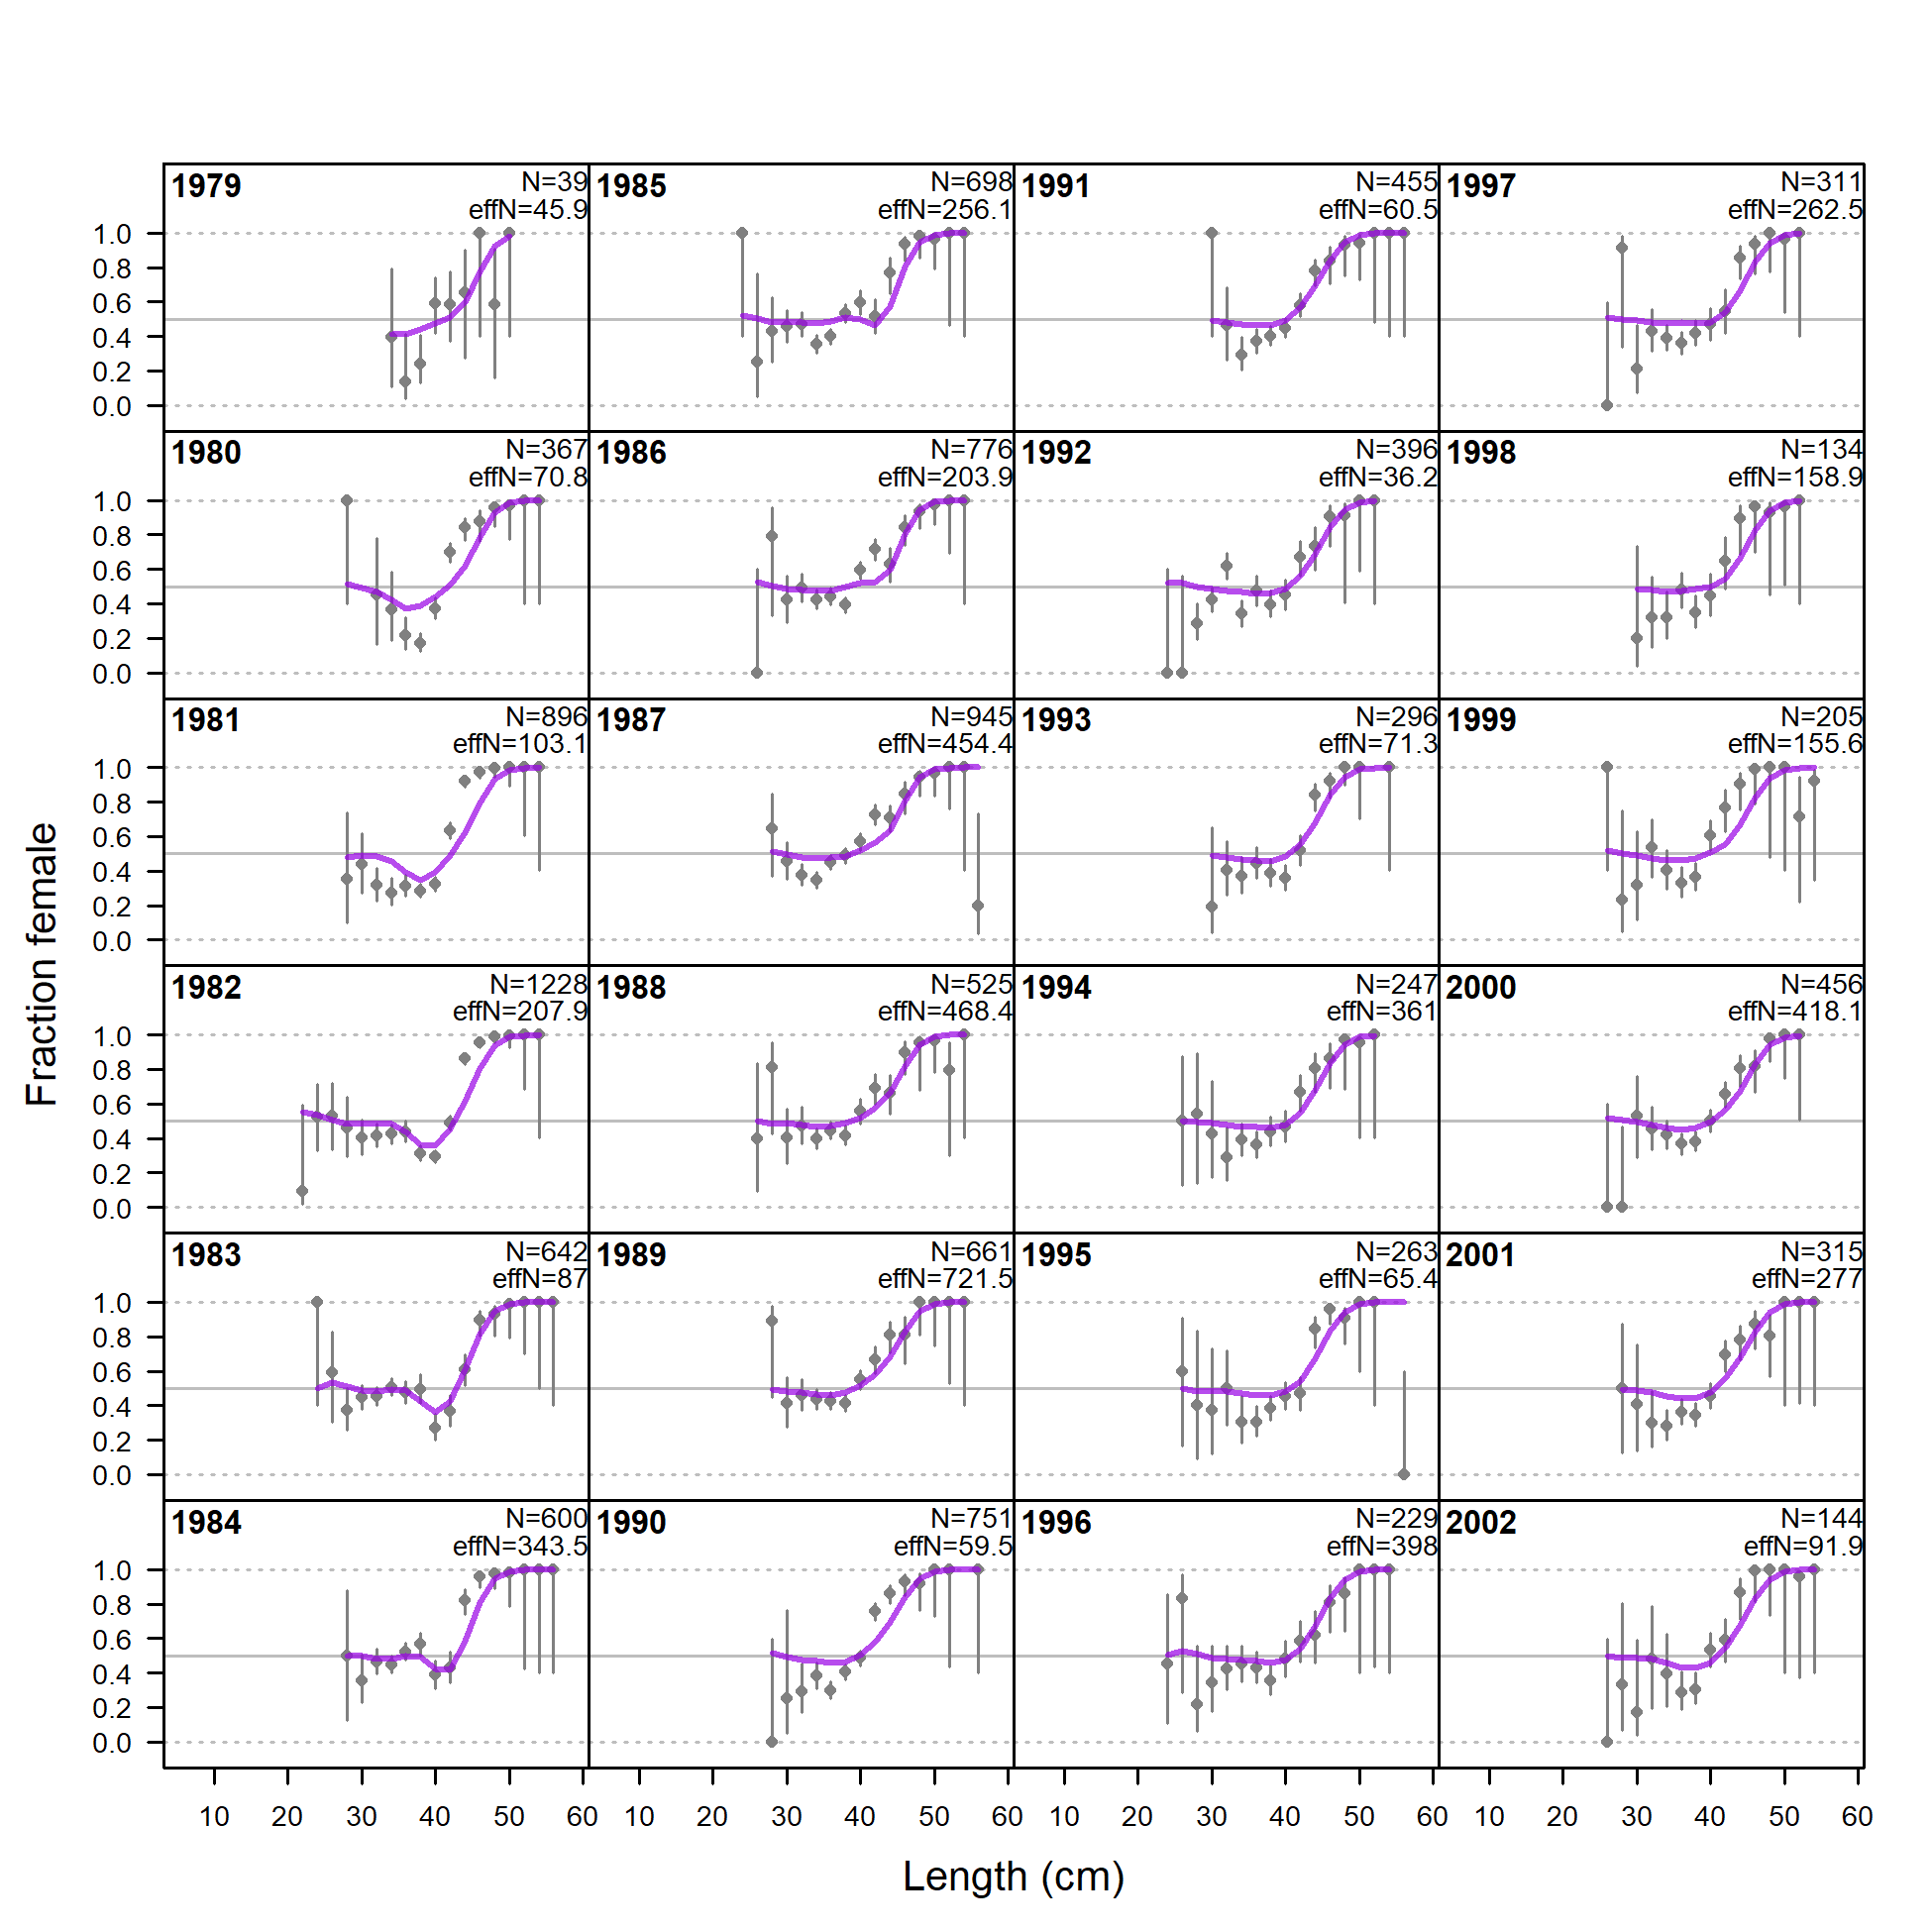 Fraction female
1979 N=39 1985 N=698 1991 N=455 1997 N=311
effN=45.9 effN=256.1 effN=60.5 effN=262.5
1.0
0.8
0.6
0.4
0.2
0.0
1980 N=367 1986 N=776 1992 N=396 1998 N=134
effN=70.8 effN=203.9 effN=36.2 effN=158.9
1.0
0.8
0.6
0.4
0.2
0.0
1981 N=896 1987 N=945 1993 N=296 1999 N=205
effN=103.1 effN=454.4 effN=71.3 effN=155.6
1.0
0.8
0.6
0.4
0.2
0.0
1982 N=1228 1988 N=525 1994 N=247 2000 N=456
effN=207.9 effN=468.4 effN=361 effN=418.1
1.0
0.8
0.6
0.4
0.2
0.0
1983 N=642 1989 N=661 1995 N=263 2001 N=315
effN=87 effN=721.5 effN=65.4 effN=277
1.0
0.8
0.6
0.4
0.2
0.0
1984 N=600 1990 N=751 1996 N=229 2002 N=144
effN=343.5 effN=59.5 effN=398 effN=91.9
1.0
0.8
0.6
0.4
0.2
0.0
10 20 30 40 50 60 10 20 30 40 50 60 10 20 30 40 50 60 10 20 30 40 50 60
Length (cm)